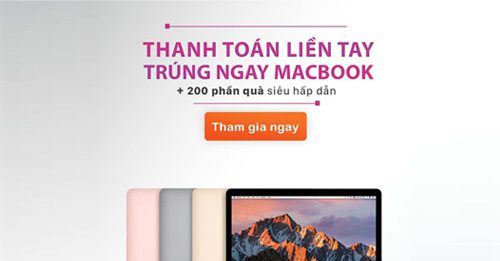 THANH TOÁN LIỀN TAY
TRÚNG NGAY MACBOOK
+ 200 phần quà siêu hấp dẫn
Tham gia ngay